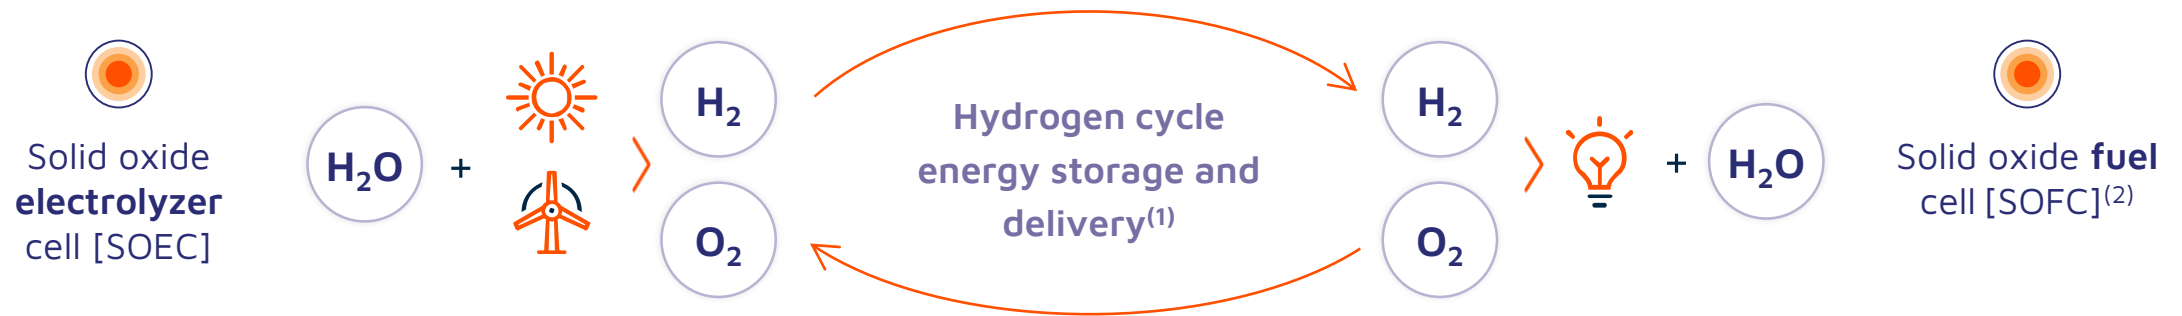 Solid oxide
electrolyzer
cell [SOEC]
H₂O
+
H₂
O₂
Hydrogen cycle
energy storage and
delivery⁽¹⁾
H₂
O₂
+
H₂O
Solid oxide fuel
cell [SOFC]⁽²⁾